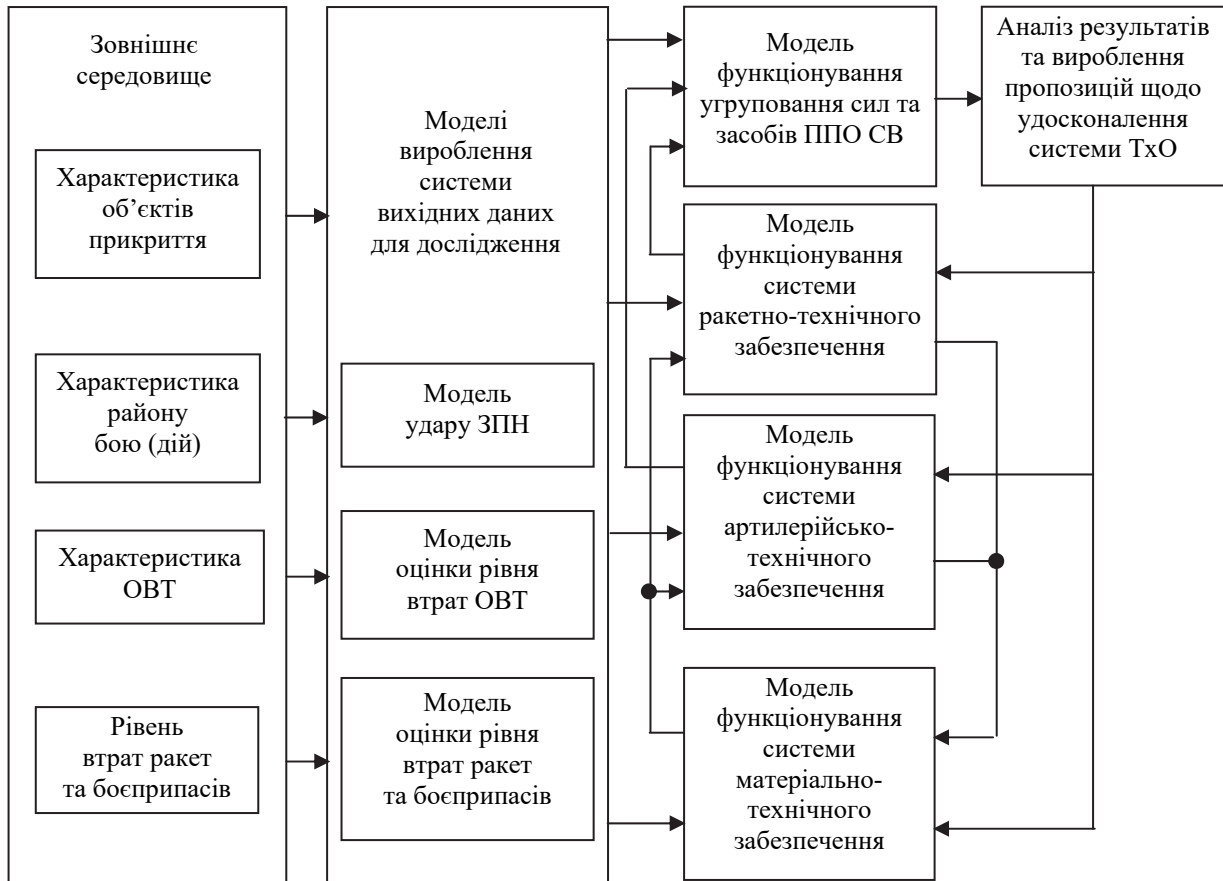 Зовнішнє
середовище
Характеристика
об’єктів
прикриття
Характеристика
району
бою (дій)
Характеристика
ОВТ
Рівень
втрат ракет
та боєприпасів
Моделі
вироблення
системи
вихідних даних
для дослідження
Модель
удару ЗПН
Модель
оцінки рівня
втрат ОВТ
Модель
оцінки рівня
втрат ракет
та боєприпасів
Модель
функціонування
угруповання сил та
засобів ППО СВ
Модель
функціонування
системи
ракетно-технічного
забезпечення
Модель
функціонування
системи
артилерійсько-
технічного
забезпечення
Модель
функціонування
системи
матеріально-
технічного
забезпечення
Аналіз результатів
та вироблення
пропозицій щодо
удосконалення
системи ТхО